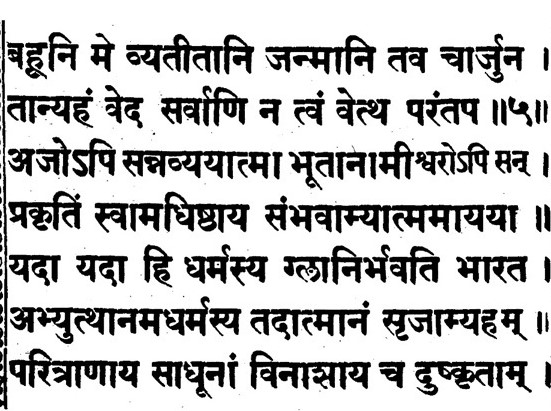 बहूनि मे व्यतीतानि जन्मानि तव चार्जुन ।
तान्यहं वेद सर्वाणि न त्वं वेत्थ परंतप ॥५॥
अजोऽपि सन्नव्ययात्मा भूतानामीश्वरोऽपि सन् ।
प्रकृतिं स्वामधिष्ठाय संभवाम्यात्ममायया ॥
यदा यदा हि धर्मस्य ग्लानिर्भवति भारत ।
अभ्युत्थानमधर्मस्य तदात्मानं सृजाम्यहम् ॥
परित्राणाय साधूनां विनाशाय च दुष्कृताम् ।